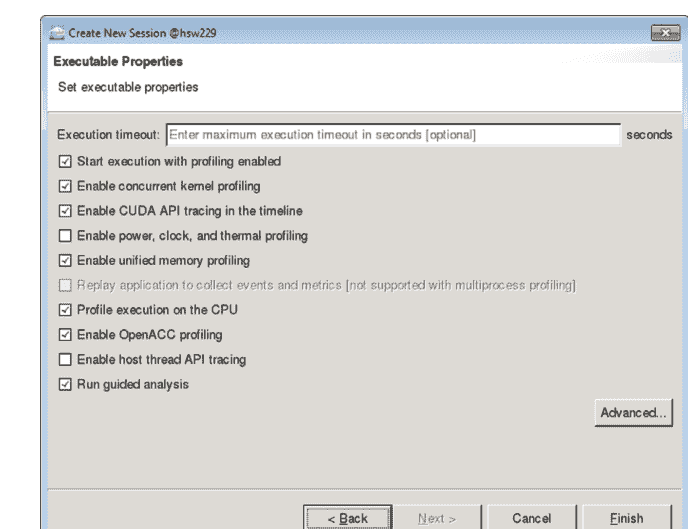 Create New Session @hsw229
Executable Properties
Set executable properties
Execution timeout: Enter maximum execution timeout in seconds [optional] seconds
Start execution with profiling enabled
Enable concurrent kernel profiling
Enable CUDA API tracing in the timeline
Enable power, clock, and thermal profiling
Enable unified memory profiling
Replay application to collect events and metrics [not supported with multiprocess profiling]
Profile execution on the CPU
Enable OpenACC profiling
Enable host thread API tracing
Run guided analysis
Advanced...
< Back Next > Cancel Finish